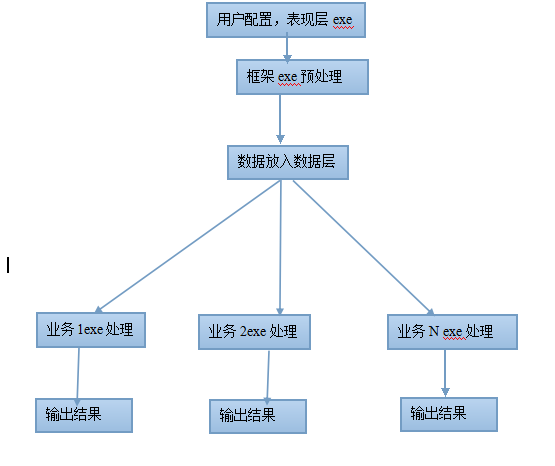 用户配置，表现层 exe
框架 exe 预处理
数据放入数据层
业务 1exe 处理
业务 2exe 处理
业务 N exe 处理
输出结果
输出结果
输出结果